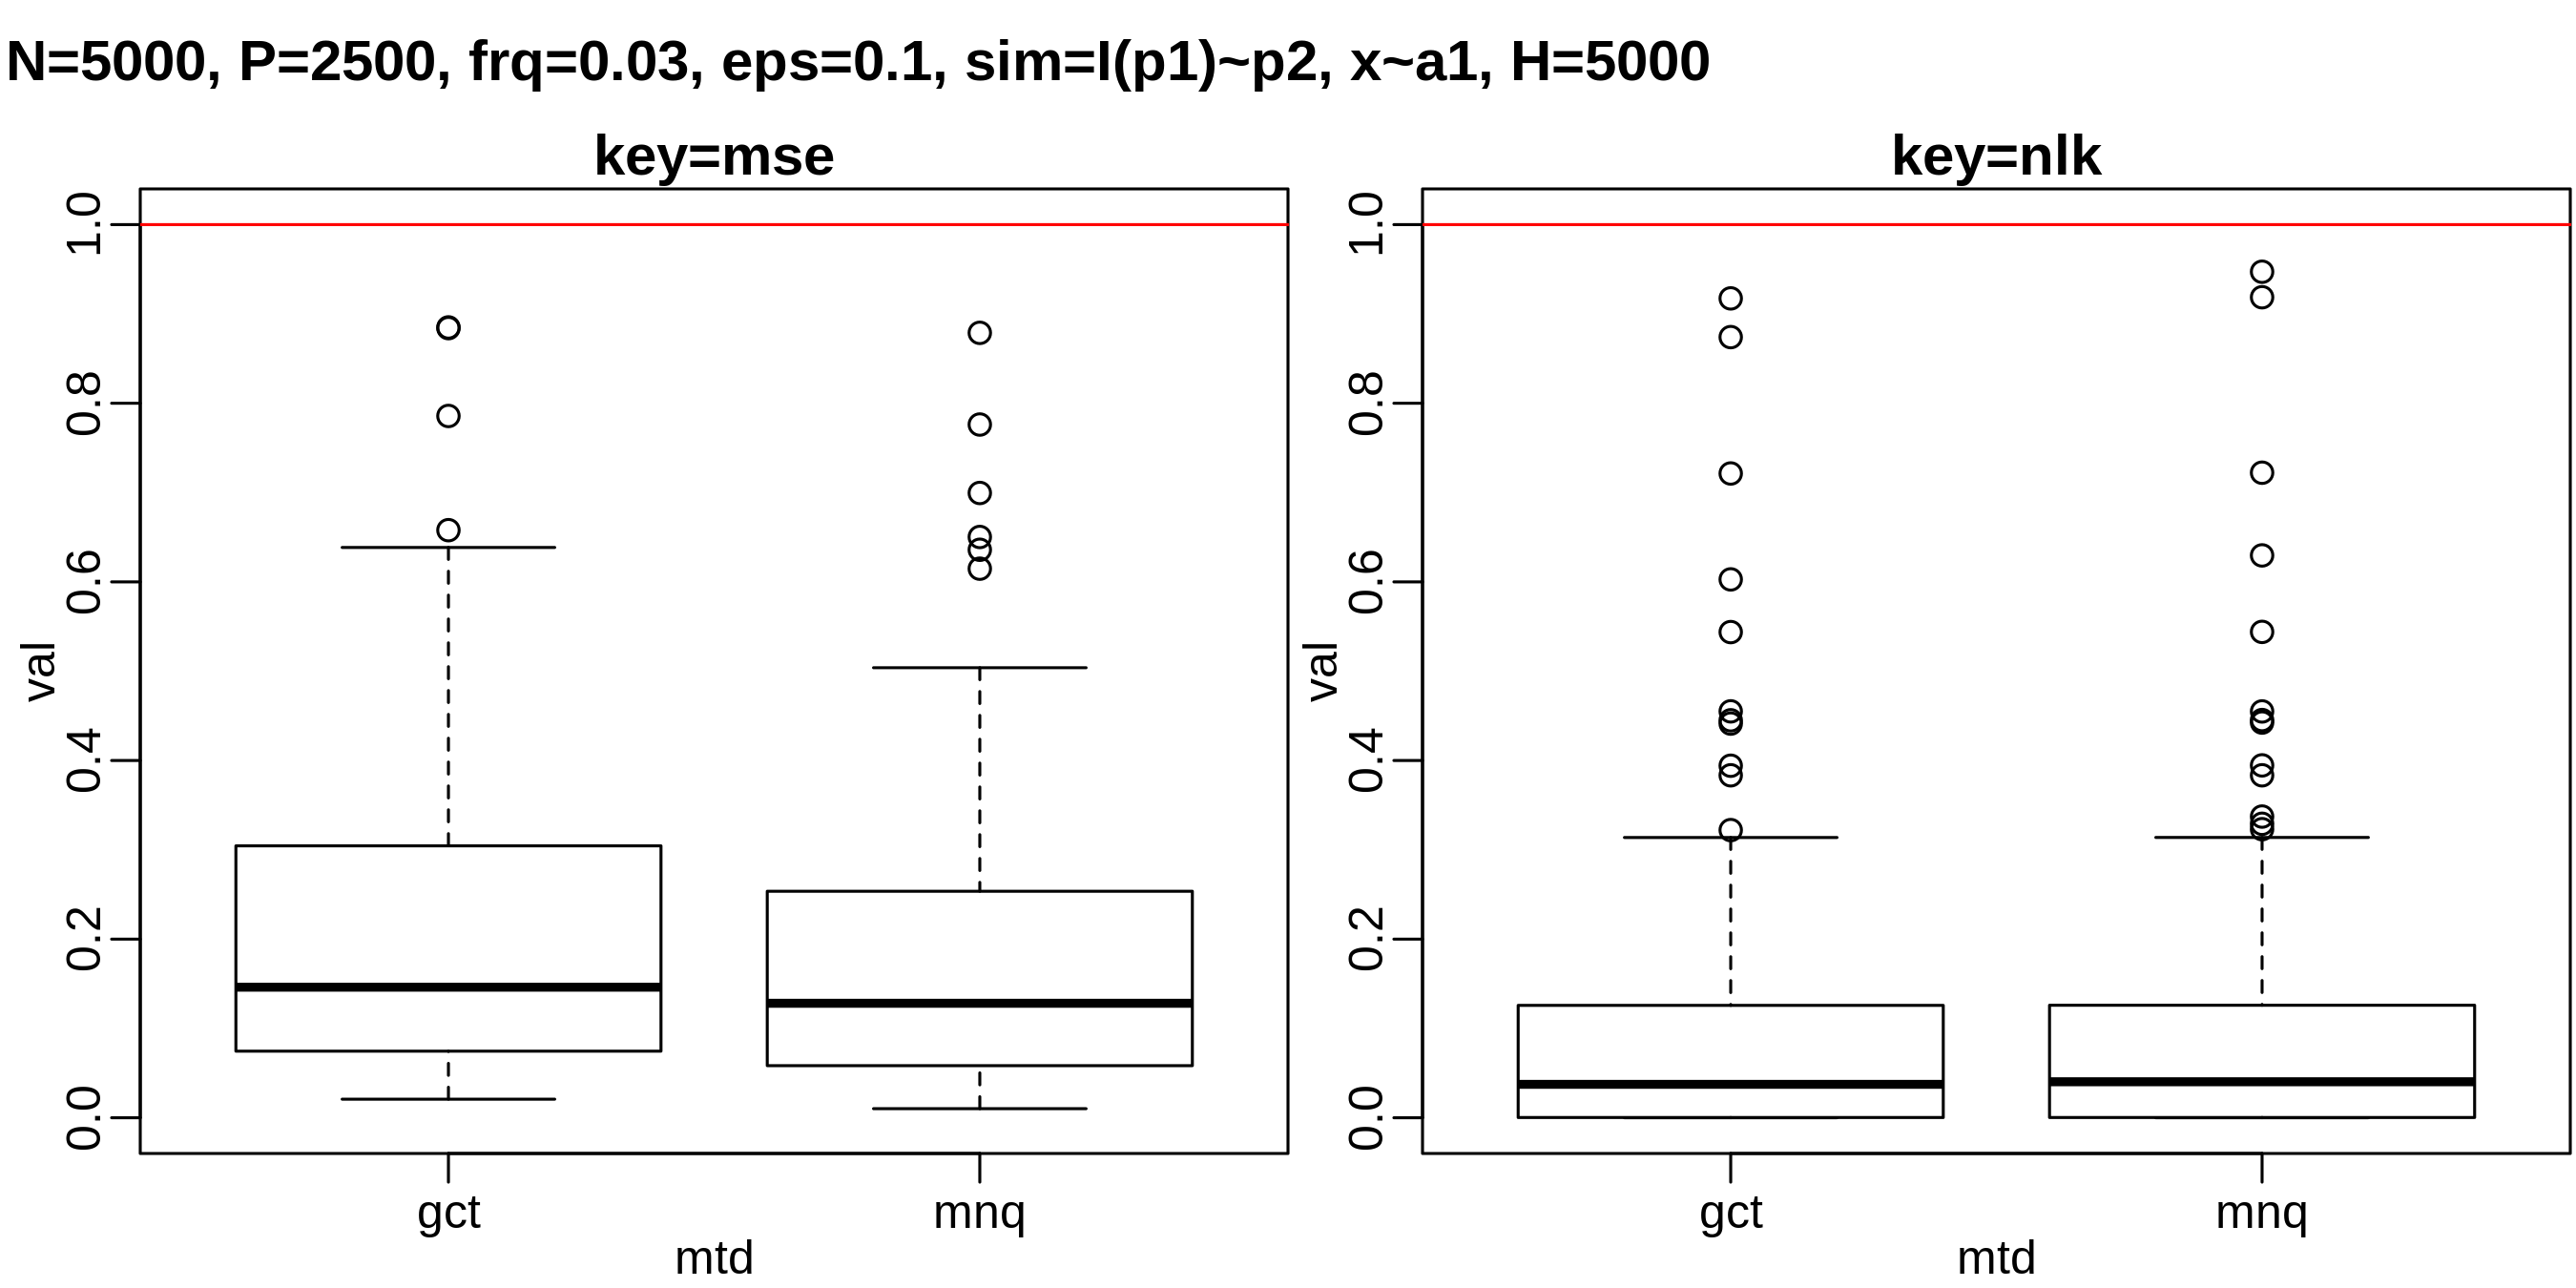 N=5000, P=2500, frq=0.03, eps=0.1, sim=I(p1)~p2, x~a1, H=5000
key=mse
1.0
0.8
0.6
0.4
0.2
0.0
val
gct mnq
mtd
key=nlk
1.0
0.8
0.6
0.4
0.2
0.0
val
gct mnq
mtd